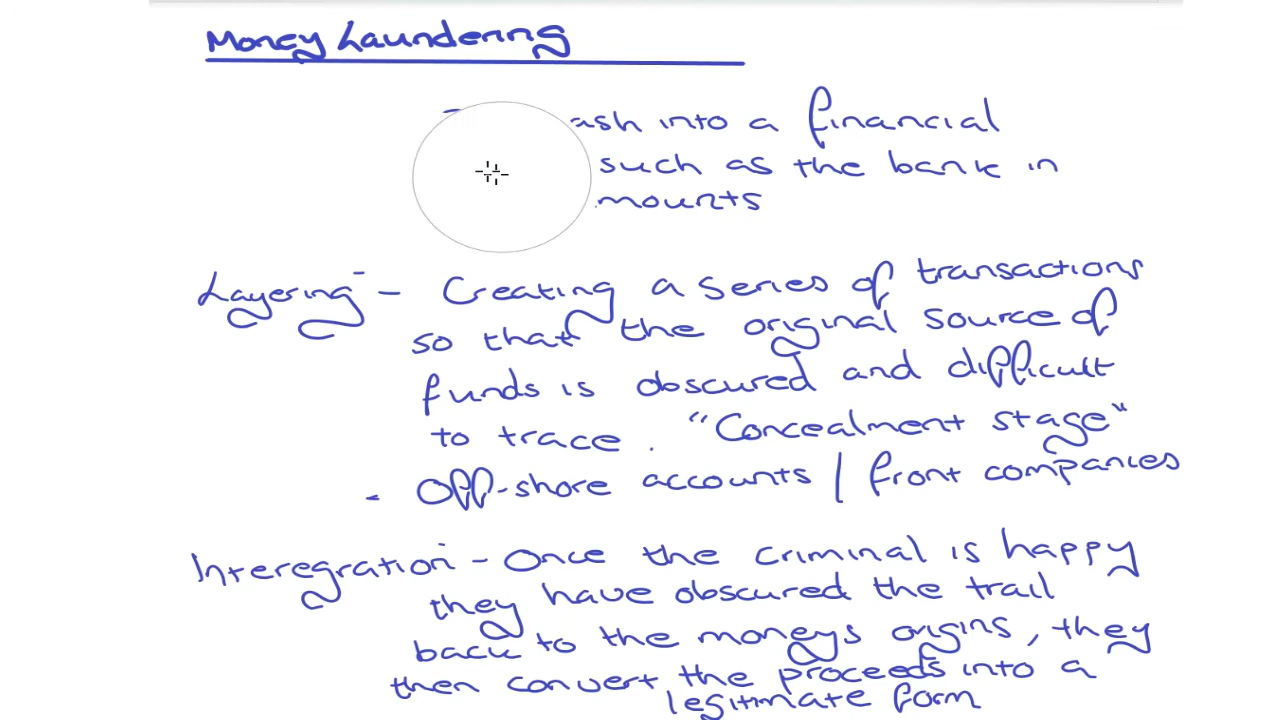 Money Laundering
ash into a financial
such as the bank in
mounts
Layering - Creating a series of transactions
so that the original source of
funds is obscured and difficult
to trace. "Concealment stage"
- Off-shore accounts / front companies
Interegration - Once the criminal is happy
they have obscured the trail
back to the moneys origins, they
then convert the proceeds into a
legitimate form